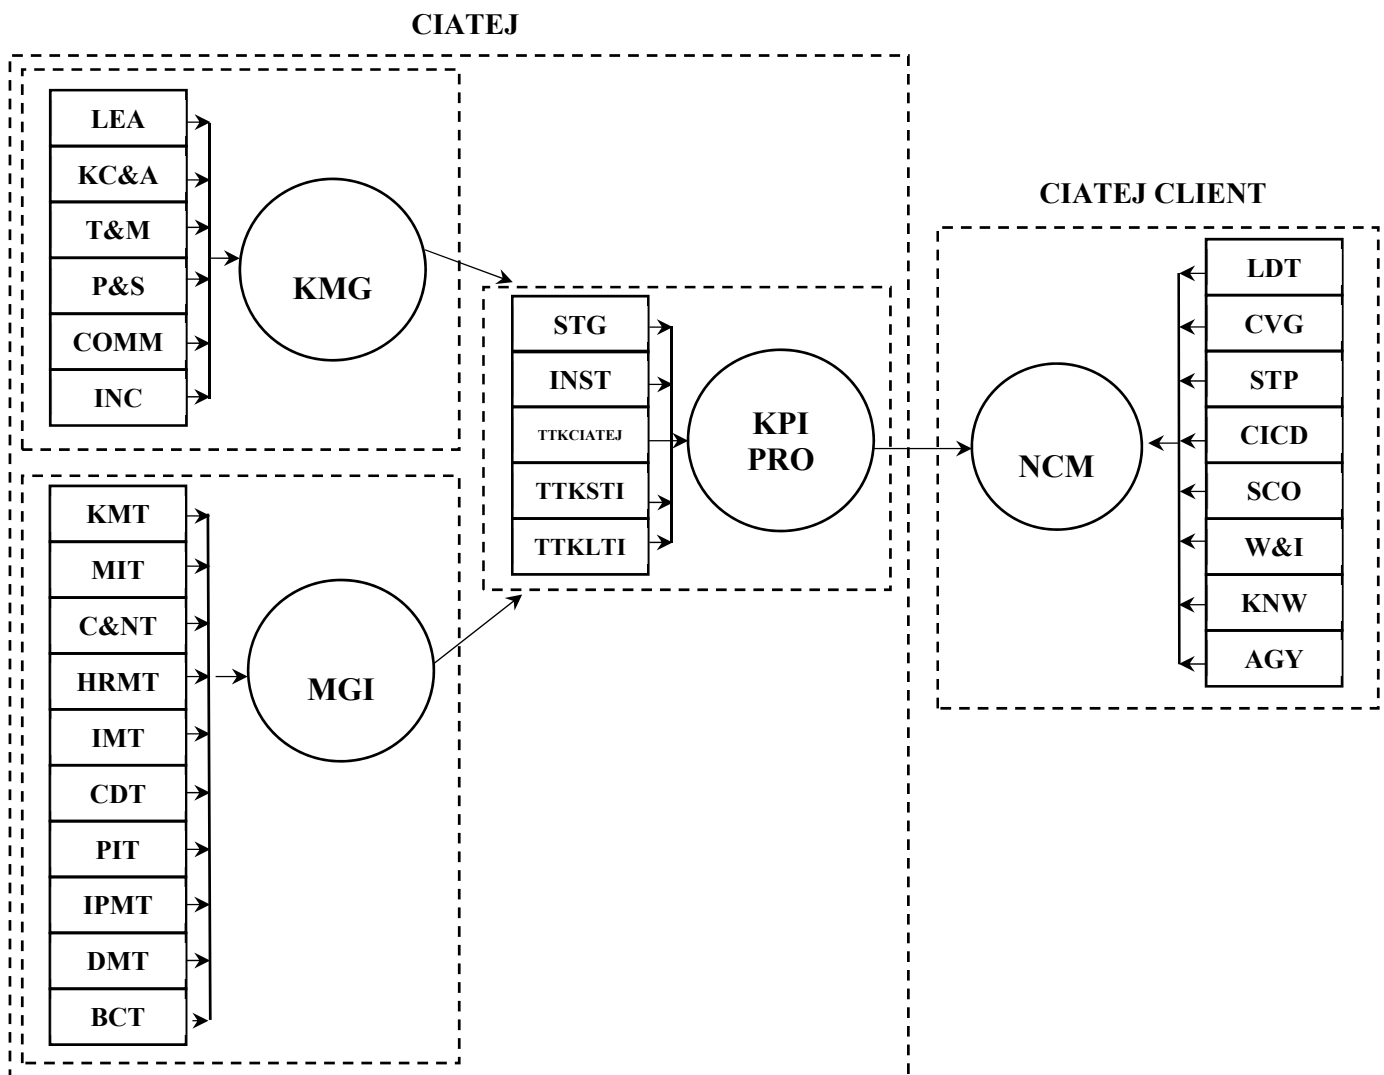 CIATEJ
LEA
KC&A
T&M
P&S
COMM
INC
KMG
KMT
MIT
C&NT
HRMT
IMT
CDT
PIT
IPMT
DMT
BCT
MGI
STG
INST
TTKCIATEJ
TTKSTI
TTKLTI
KPI
PRO
CIATEJ CLIENT
NCM
LDT
CVG
STP
CICD
SCO
W&I
KNW
AGY